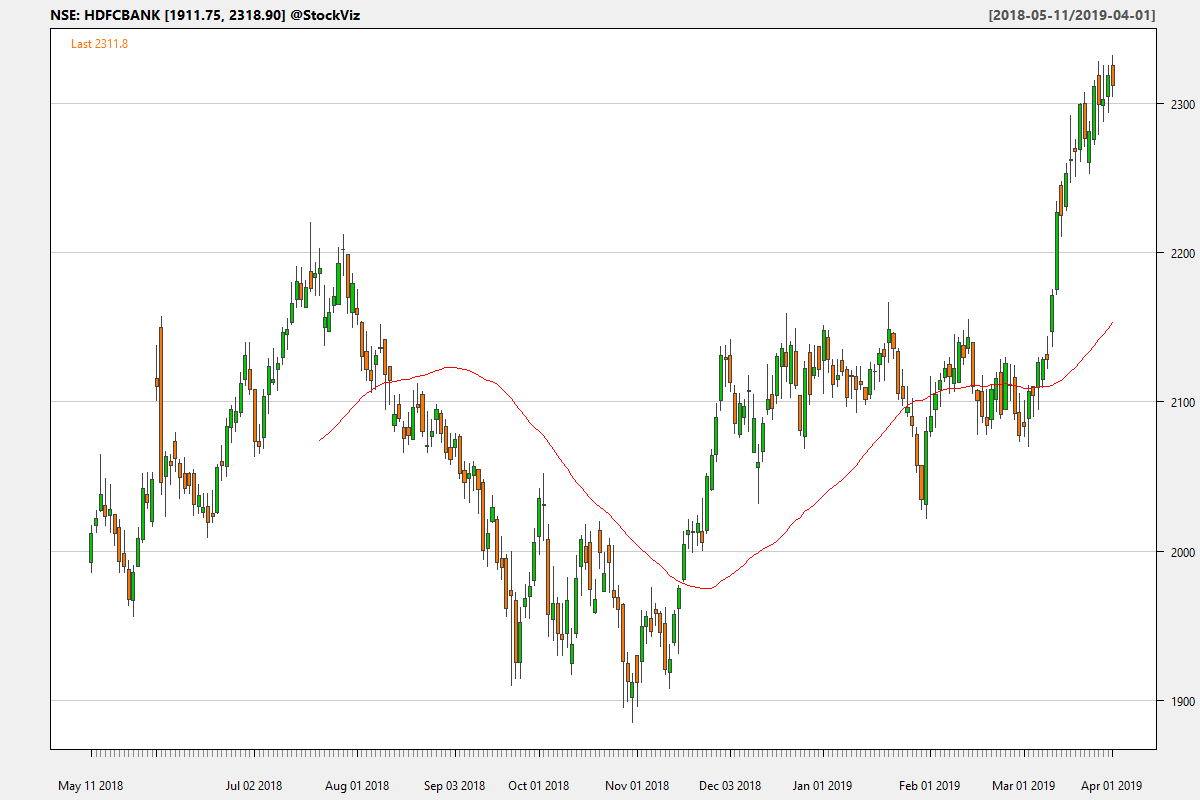 NSE: HDFCBANK [1911.75, 2318.90] @StockViz [2018-05-11/2019-04-01]
Last 2311.8
2300
2200
2100
2000
1900
May 11 2018 Jul 02 2018 Aug 01 2018 Sep 03 2018 Oct 01 2018 Nov 01 2018 Dec 03 2018 Jan 01 2019 Feb 01 2019 Mar 01 2019 Apr 01 2019